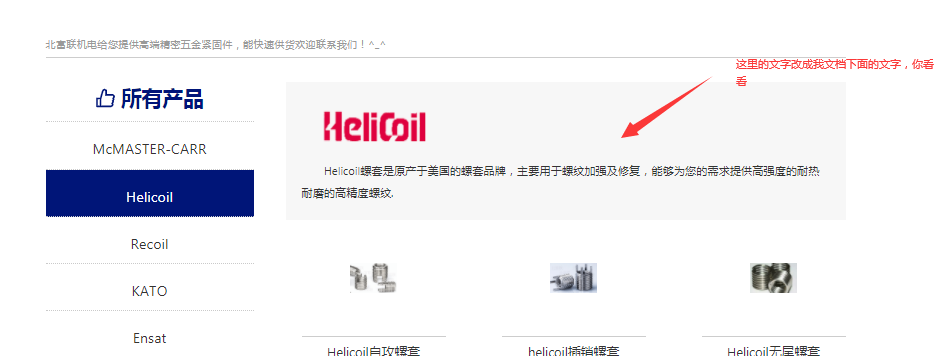 北富联机电给您提供高端精密五金紧固件，能快速供货欢迎联系我们！^_^
这里的文字改成我文档下面的文字，你看
看
所有产品
HeliCoil
McMASTER-CARR
Helicoil螺套是原产于美国的螺套品牌，主要用于螺纹加强及修复，能够为您的需求提供高强度的耐热
耐磨的高精度螺纹.
Helicoil
Recoil
KATO
Ensat
Helicoil自攻螺套
helicoil插销螺套
Helicoil无尾螺套